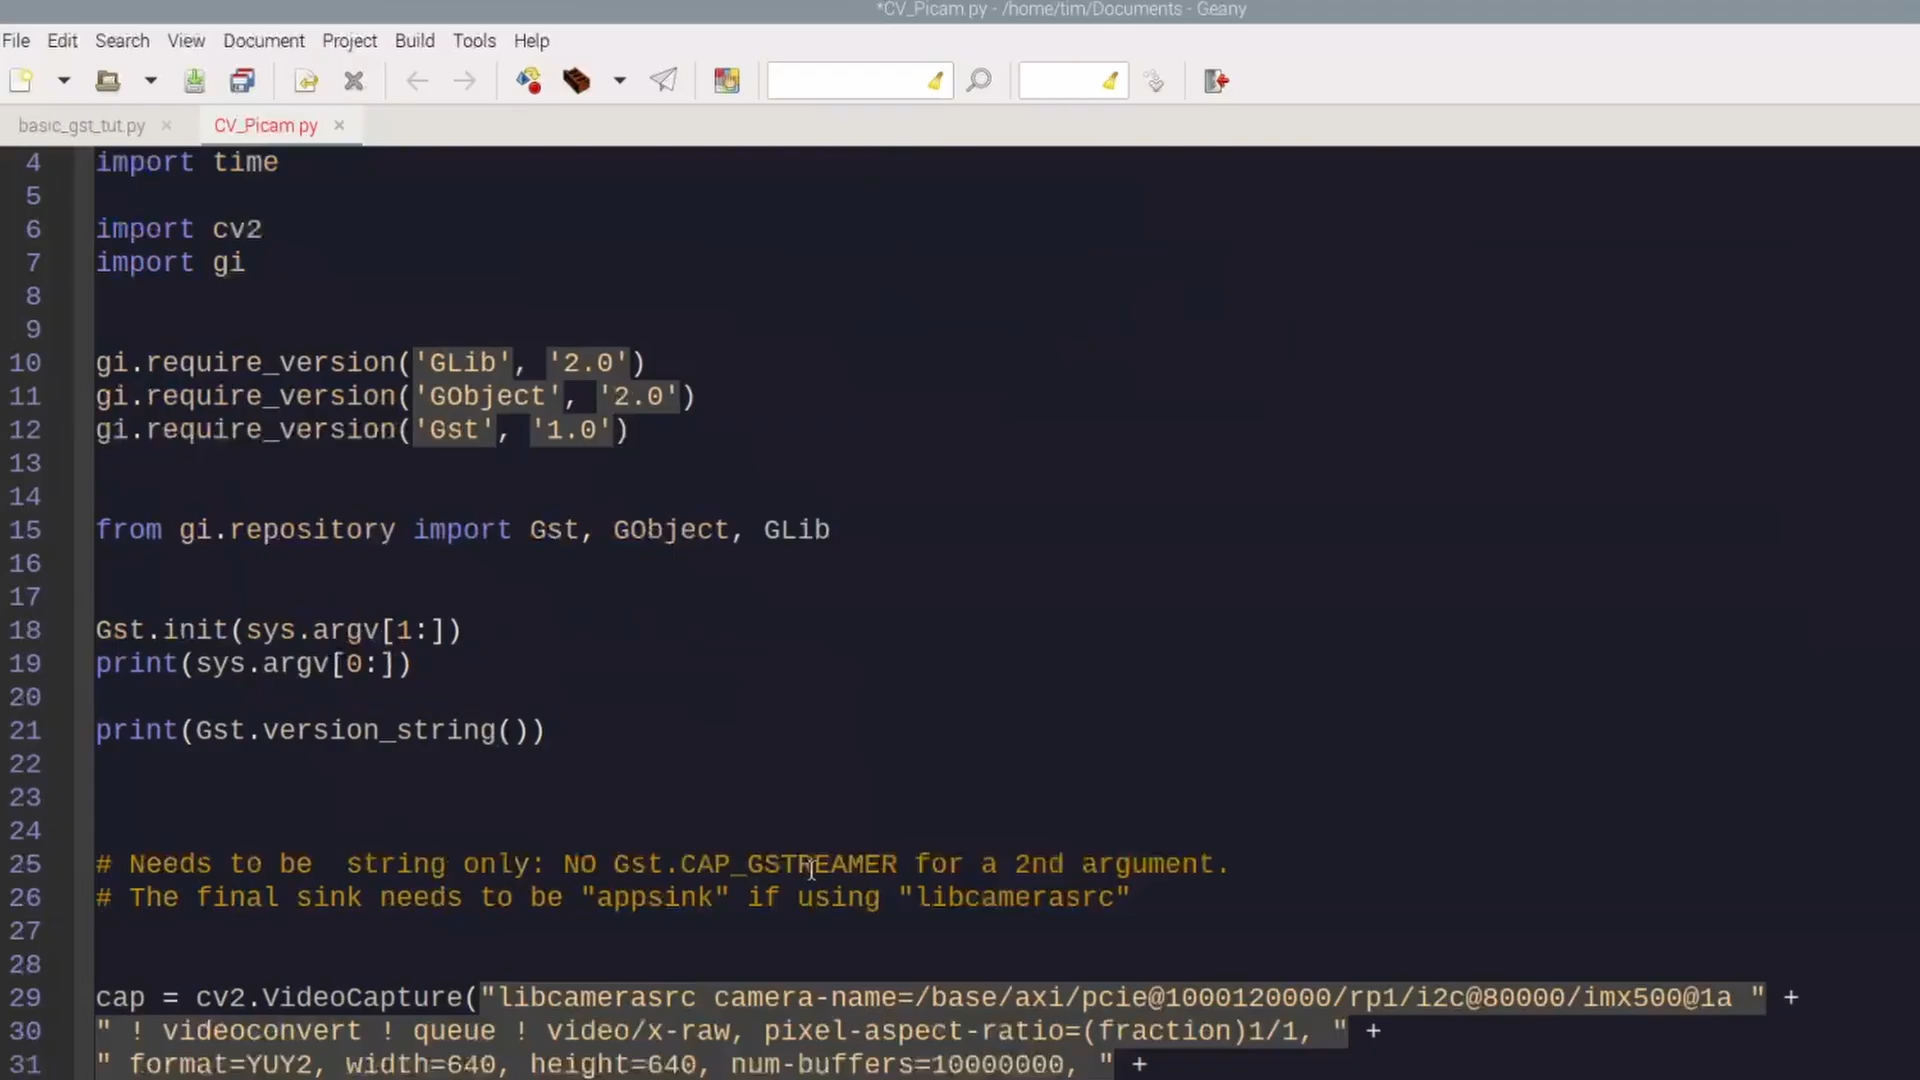 *CV_Picam.py - /home/tim/Documents - Geany
File Edit Search View Document Project Build Tools Help
basic_gst_tut.py × CV_Picam.py ×
4 import time
5
6 import cv2
7 import gi
8
9
10 gi.require_version('GLib', '2.0')
11 gi.require_version('GObject', '2.0')
12 gi.require_version('Gst', '1.0')
13
14
15 from gi.repository import Gst, GObject, GLib
16
17
18 Gst.init(sys.argv[1:])
19 print(sys.argv[0:])
20
21 print(Gst.version_string())
22
23
24
25 # Needs to be  string only: NO Gst.CAP_GSTREAMER for a 2nd argument.
26 # The final sink needs to be "appsink" if using "libcamerasrc"
27
28
29 cap = cv2.VideoCapture("libcamerasrc camera-name=/base/axi/pcie@1000120000/rp1/i2c@80000/imx500@1a " +
30 " ! videoconvert ! queue ! video/x-raw, pixel-aspect-ratio=(fraction)1/1, " +
31 " format=YUY2, width=640, height=640, num-buffers=10000000, " +